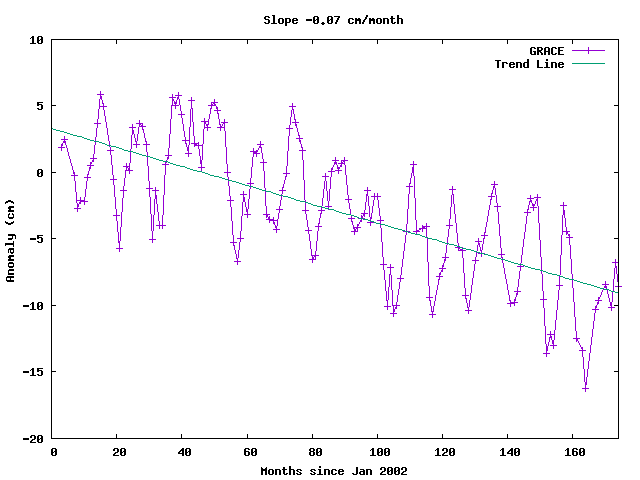 Slope -0.07 cm/month
GRACE
Trend Line
10
5
0
-5
-10
-15
-20
Anomaly (cm)
0 20 40 60 80 100 120 140 160
Months since Jan 2002